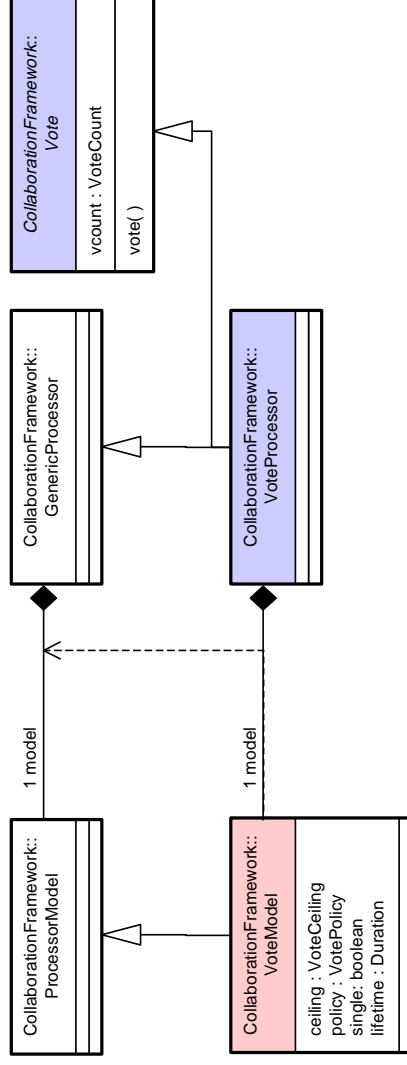 CollaborationFramework::
ProcessorModel
1 model
CollaborationFramework::
GenericProcessor
CollaborationFramework::
Vote
vcount : VoteCount
vote( )
CollaborationFramework::
VoteModel
ceiling : VoteCeiling
policy : VotePolicy
single: boolean
lifetime : Duration
1 model
CollaborationFramework::
VoteProcessor